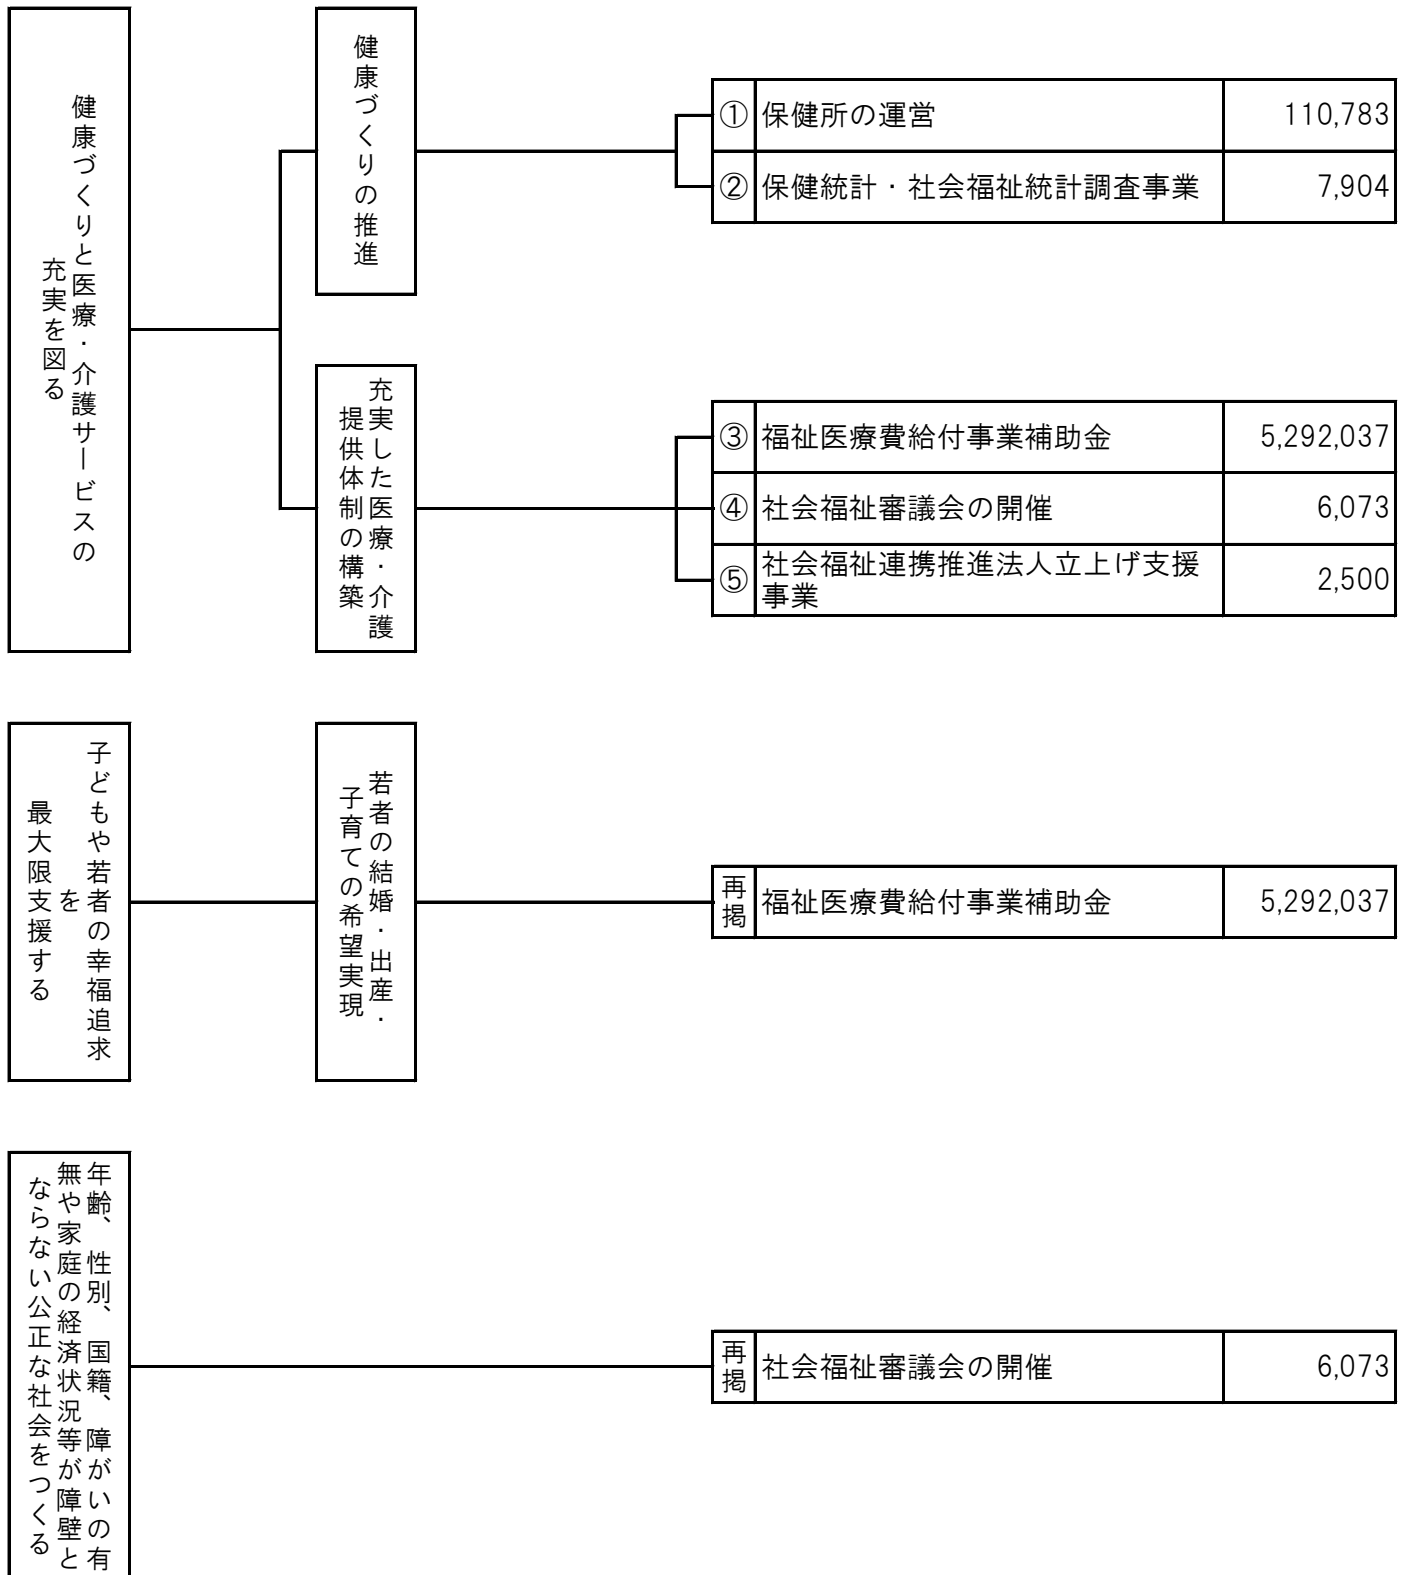 健康づくりと医療・介護サービスの
充実を図る
健康づくりの推進
① 保健所の運営 110,783
② 保健統計・社会福祉統計調査事業 7,904
充実した医療・介護
提供体制の構築
③ 福祉医療費給付事業補助金 5,292,037
④ 社会福祉審議会の開催 6,073
⑤ 社会福祉連携推進法人立上げ支援
事業 2,500
子どもや若者の幸福追求
を
最大限支援する
若者の結婚・出産・
子育ての希望実現
再掲 福祉医療費給付事業補助金 5,292,037
年齢、性別、国籍、障がいの有
無や家庭の経済状況等が障壁と
ならない公正な社会をつくる
再掲 社会福祉審議会の開催 6,073